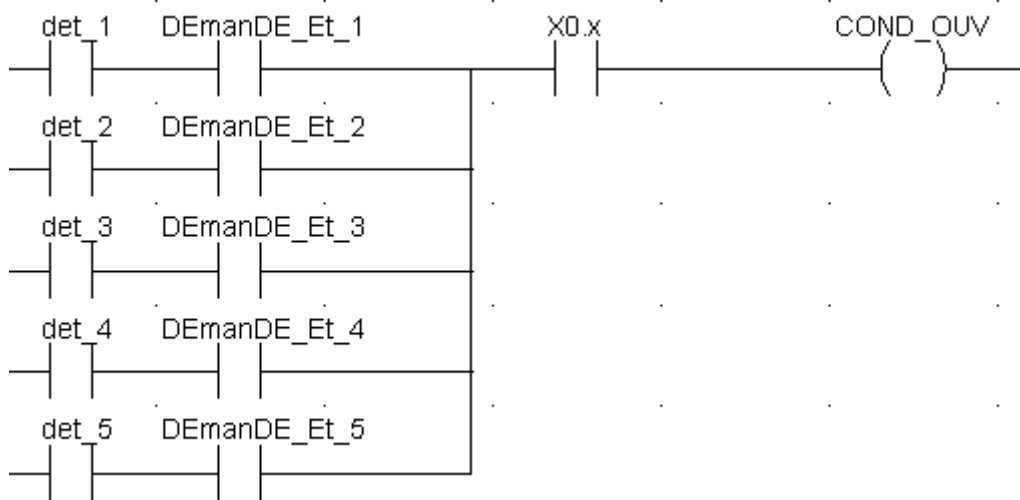 det_1 DEmanDE_Et_1 X0.x COND_OUV
det_2 DEmanDE_Et_2
det_3 DEmanDE_Et_3
det_4 DEmanDE_Et_4
det_5 DEmanDE_Et_5